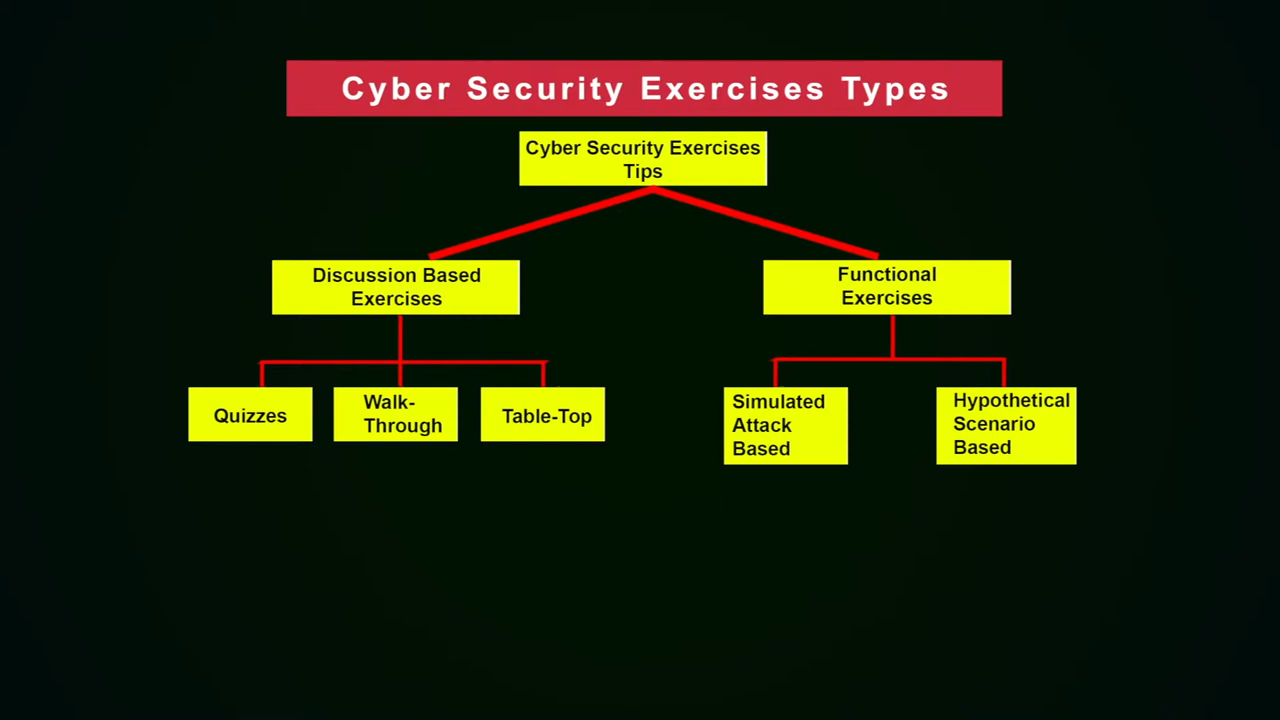 Cyber Security Exercises Types
Cyber Security Exercises
Tips
Discussion Based
Exercises
Functional
Exercises
Quizzes
Walk-
Through
Table-Top
Simulated
Attack
Based
Hypothetical
Scenario
Based